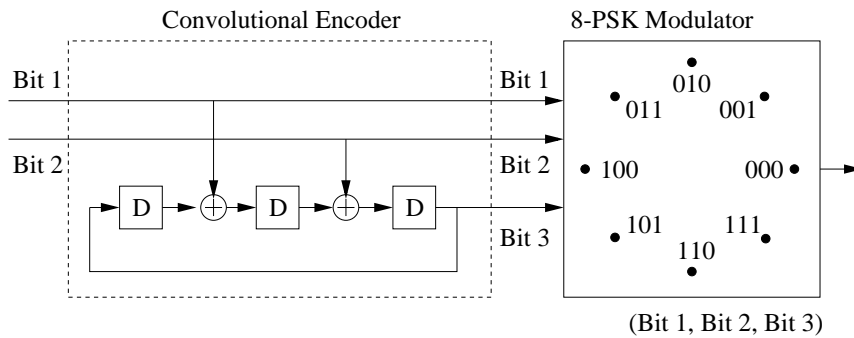 Convolutional Encoder
8-PSK Modulator
Bit 1
Bit 1
Bit 2
Bit 2
Bit 3
D
D
D
010
011
001
100
000
101
111
110
(Bit 1, Bit 2, Bit 3)